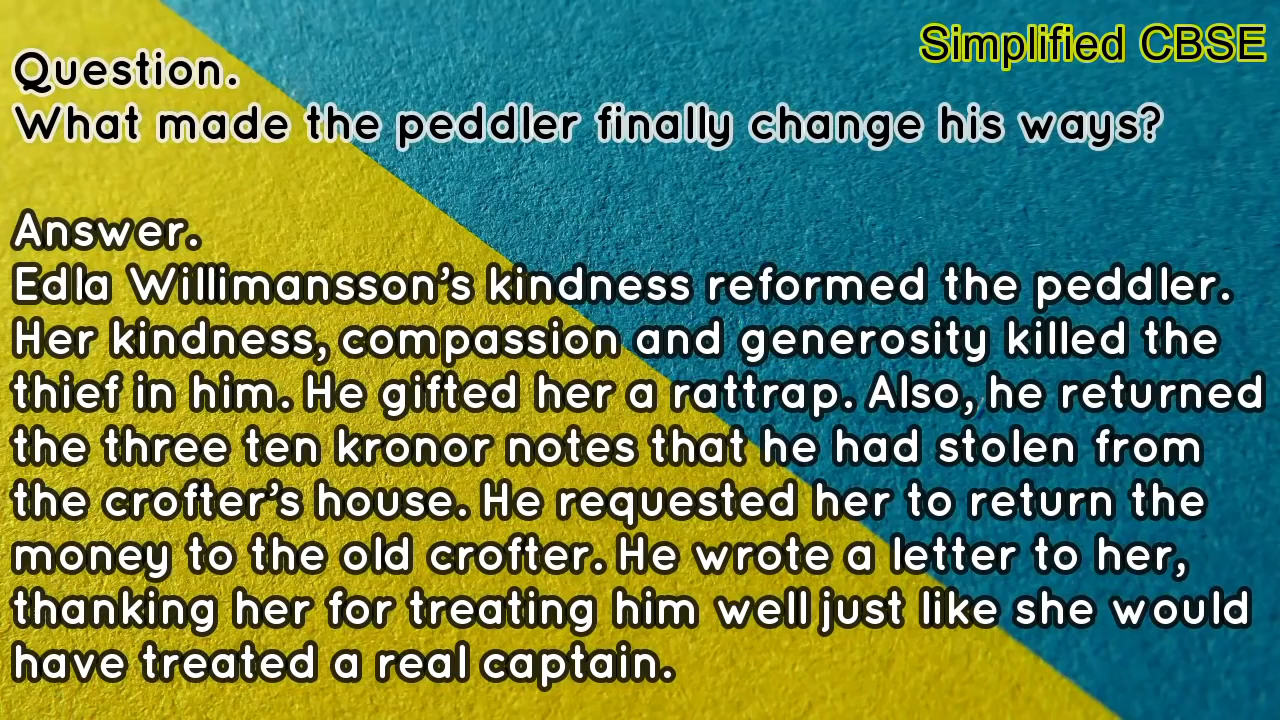 Simplified CBSE
Question.
What made the peddler finally change his ways?
Answer.
Edla Willimansson’s kindness reformed the peddler.
Her kindness, compassion and generosity killed the
thief in him. He gifted her a rattrap. Also, he returned
the three ten kronor notes that he had stolen from
the crofter’s house. He requested her to return the
money to the old crofter. He wrote a letter to her,
thanking her for treating him well just like she would
have treated a real captain.